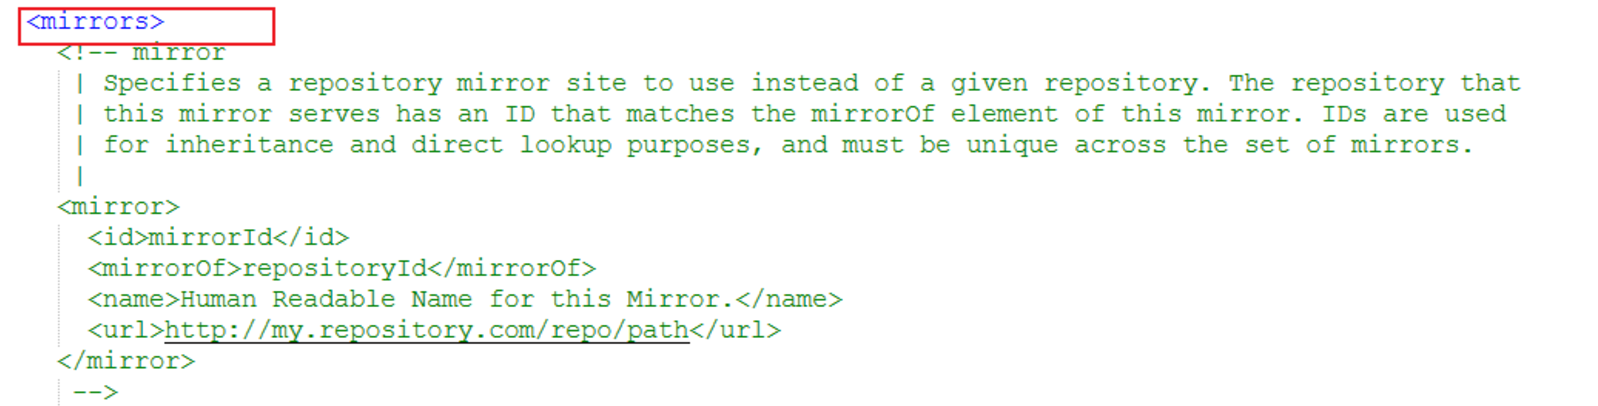 <mirrors>
<!-- mirror
| Specifies a repository mirror site to use instead of a given repository. The repository that
| this mirror serves has an ID that matches the mirrorOf element of this mirror. IDs are used
| for inheritance and direct lookup purposes, and must be unique across the set of mirrors.
|
<mirror>
<id>mirrorId</id>
<mirrorOf>repositoryId</mirrorOf>
<name>Human Readable Name for this Mirror.</name>
<url>http://my.repository.com/repo/path</url>
</mirror>
-->